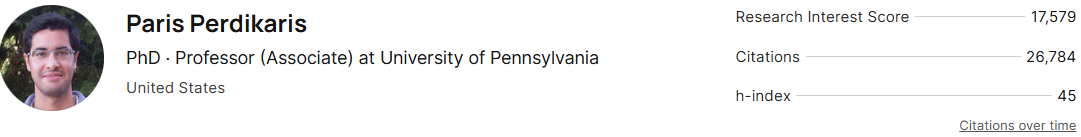 Paris Perdikaris
PhD · Professor (Associate) at University of Pennsylvania
United States
Research Interest Score 17,579
Citations 26,784
h-index 45
Citations over time